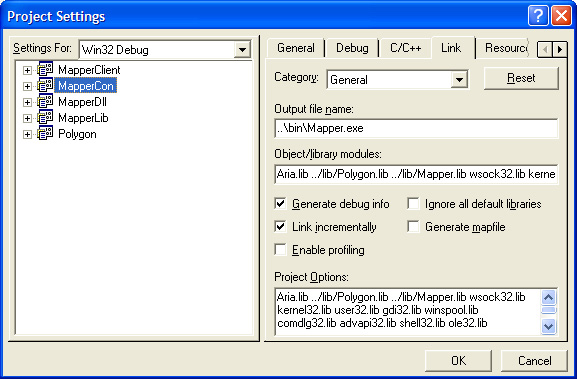 Project Settings
Settings For: Win32 Debug
MapperClient
MapperCon
MapperDll
MapperLib
Polygon
General Debug C/C++ Link Resource
Category: General Reset
Output file name:
..\bin\Mapper.exe
Object/library modules:
Aria.lib ../lib/Polygon.lib ../lib/Mapper.lib wsock32.lib kerne
Generate debug info Ignore all default libraries
Link incrementally Generate mapfile
Enable profiling
Project Options:
Aria.lib ../lib/Polygon.lib ../lib/Mapper.lib wsock32.lib
kernel32.lib user32.lib gdi32.lib winspool.lib
comdlg32.lib advapi32.lib shell32.lib ole32.lib
OK Cancel